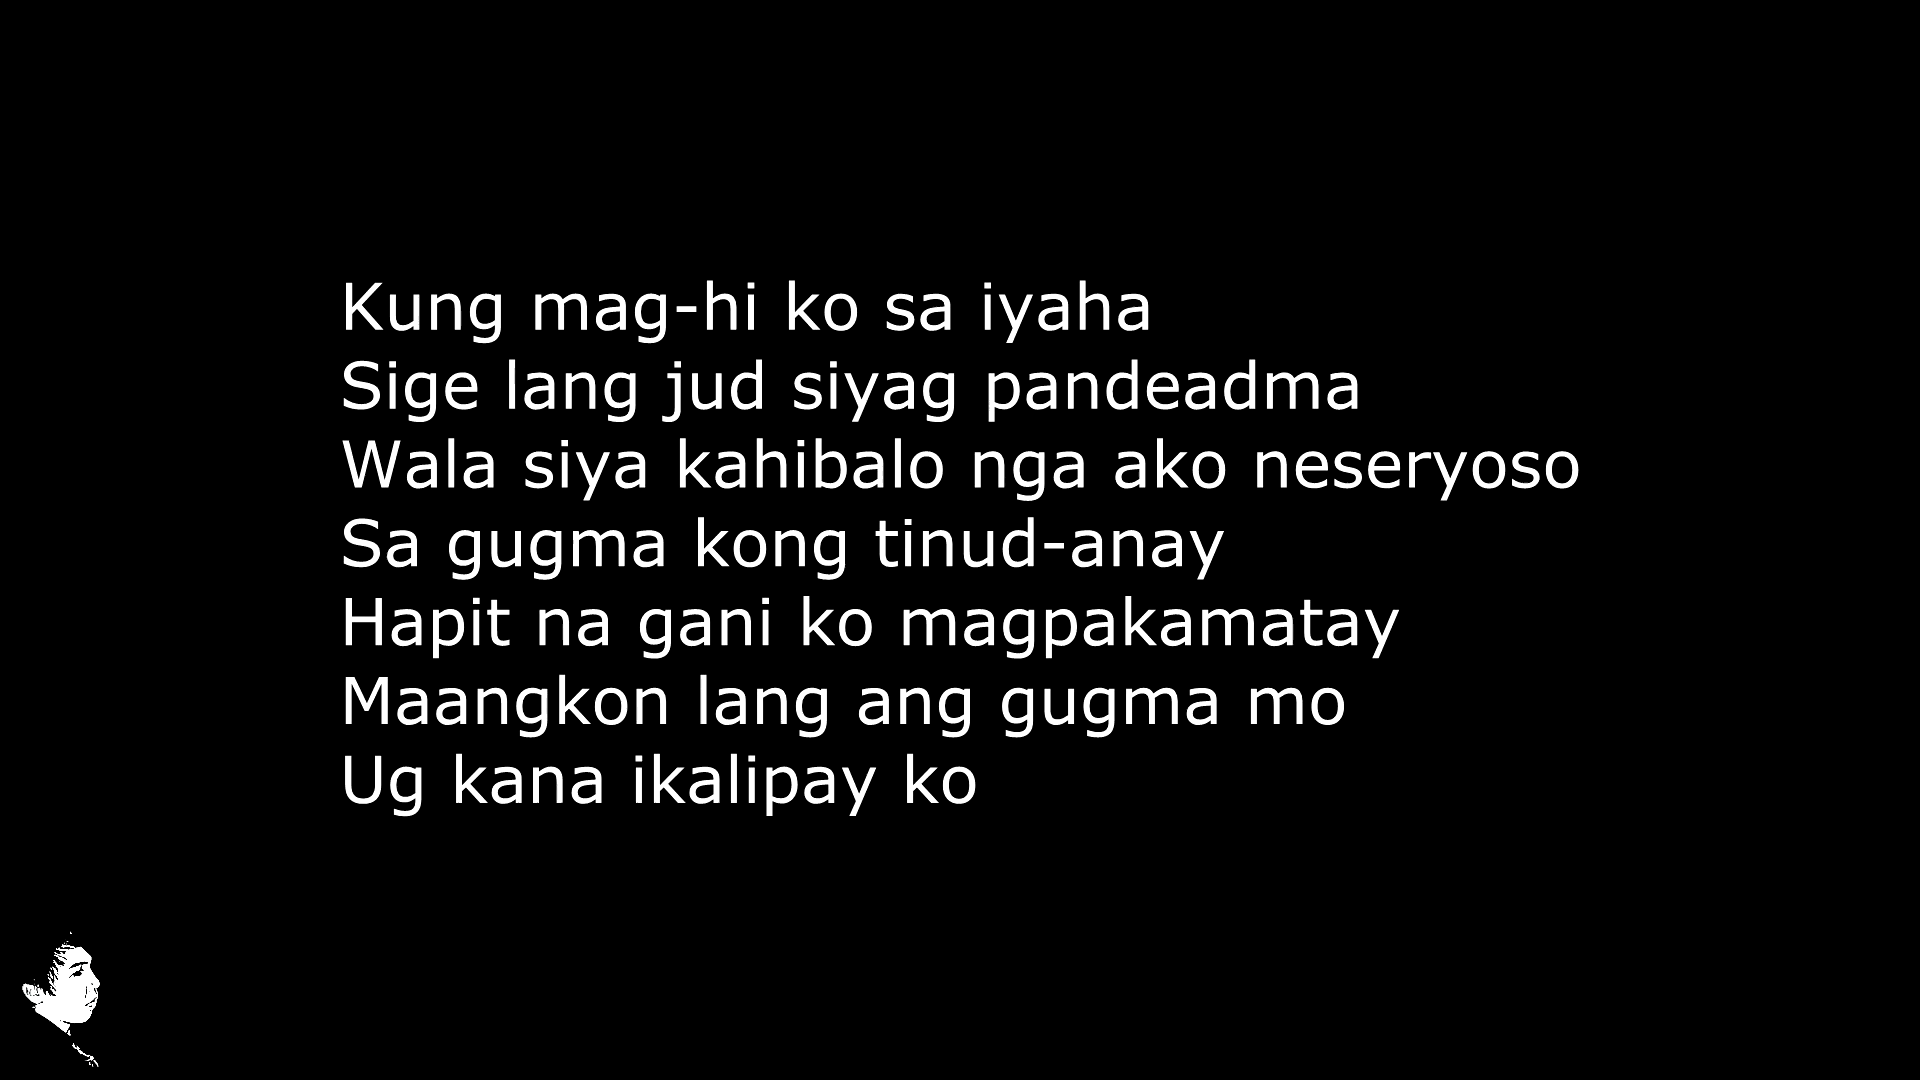 Kung mag-hi ko sa iyaha
Sige lang jud siyag pandeadma
Wala siya kahibalo nga ako neseryoso
Sa gugma kong tinud-anay
Hapit na gani ko magpakamatay
Maangkon lang ang gugma mo
Ug kana ikalipay ko